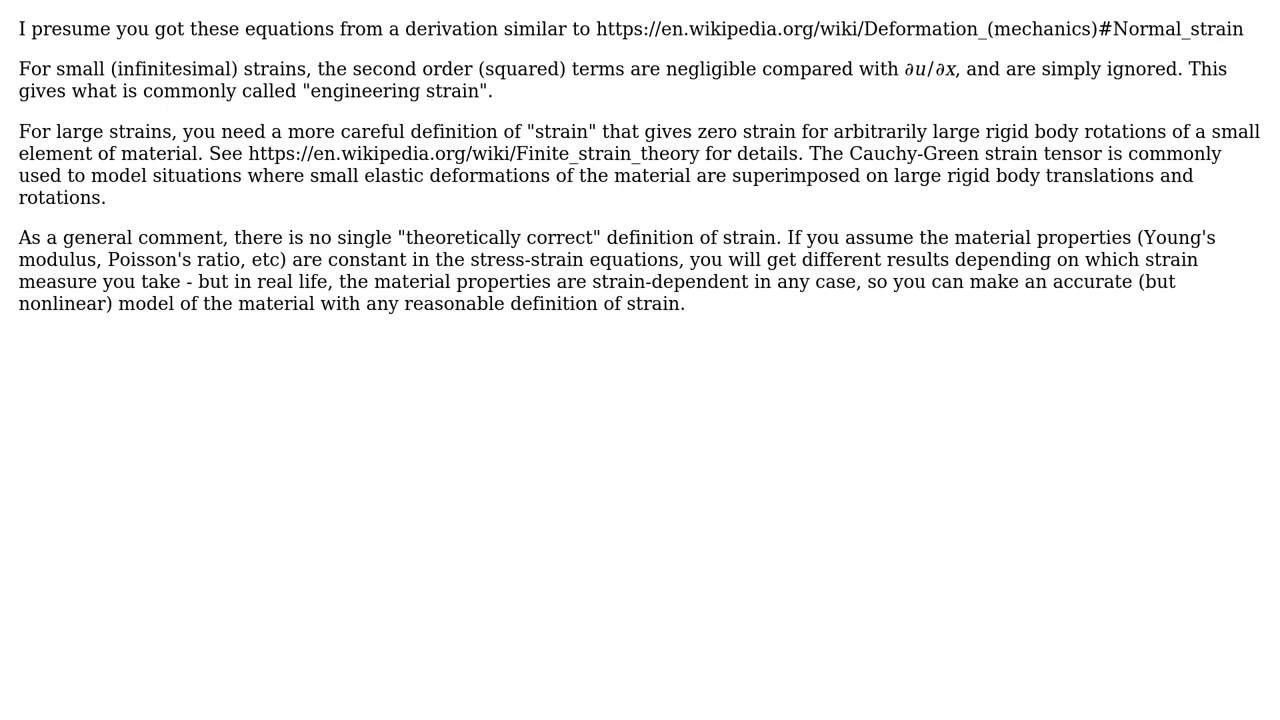 I presume you got these equations from a derivation similar to https://en.wikipedia.org/wiki/Deformation_(mechanics)#Normal_strain
For small (infinitesimal) strains, the second order (squared) terms are negligible compared with ∂u/∂x, and are simply ignored. This
gives what is commonly called "engineering strain".
For large strains, you need a more careful definition of "strain" that gives zero strain for arbitrarily large rigid body rotations of a small
element of material. See https://en.wikipedia.org/wiki/Finite_strain_theory for details. The Cauchy-Green strain tensor is commonly
used to model situations where small elastic deformations of the material are superimposed on large rigid body translations and
rotations.
As a general comment, there is no single "theoretically correct" definition of strain. If you assume the material properties (Young's
modulus, Poisson's ratio, etc) are constant in the stress-strain equations, you will get different results depending on which strain
measure you take - but in real life, the material properties are strain-dependent in any case, so you can make an accurate (but
nonlinear) model of the material with any reasonable definition of strain.